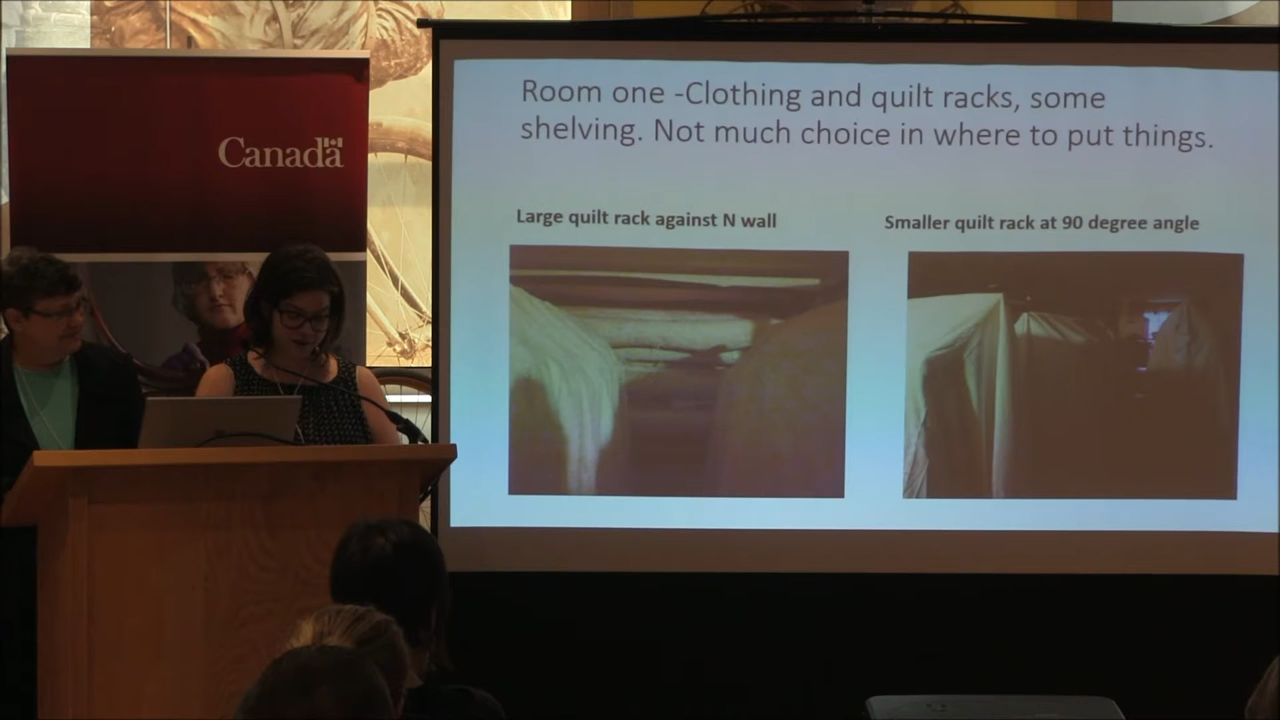 Canada
Room one -Clothing and quilt racks, some
shelving. Not much choice in where to put things.
Large quilt rack against N wall
Smaller quilt rack at 90 degree angle